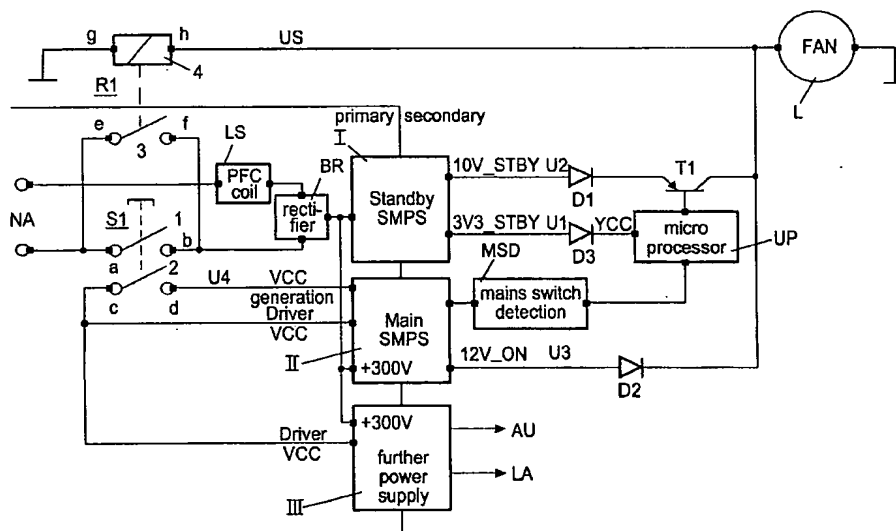 g h US FAN
4 L
R1
primary secondary
e f LS I
3 BR
PFC
coil
10V_STBY U2 T1
D1
NA S1 1
recti-
fier
Standby
SMPS
3V3_STBY U1 YCC
D3
micro
processor
UP
a b
2 U4 VCC
generation
MSD
mains switch
detection
c d
Driver
VCC
Main
SMPS
+300V
II
12V_ON U3
D2
Driver
VCC
+300V
further
power
supply
III
AU
LA